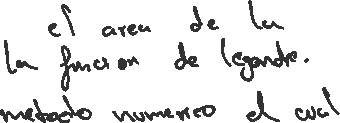 el area de la
la funcion de legendre.
metodo numerico el cual